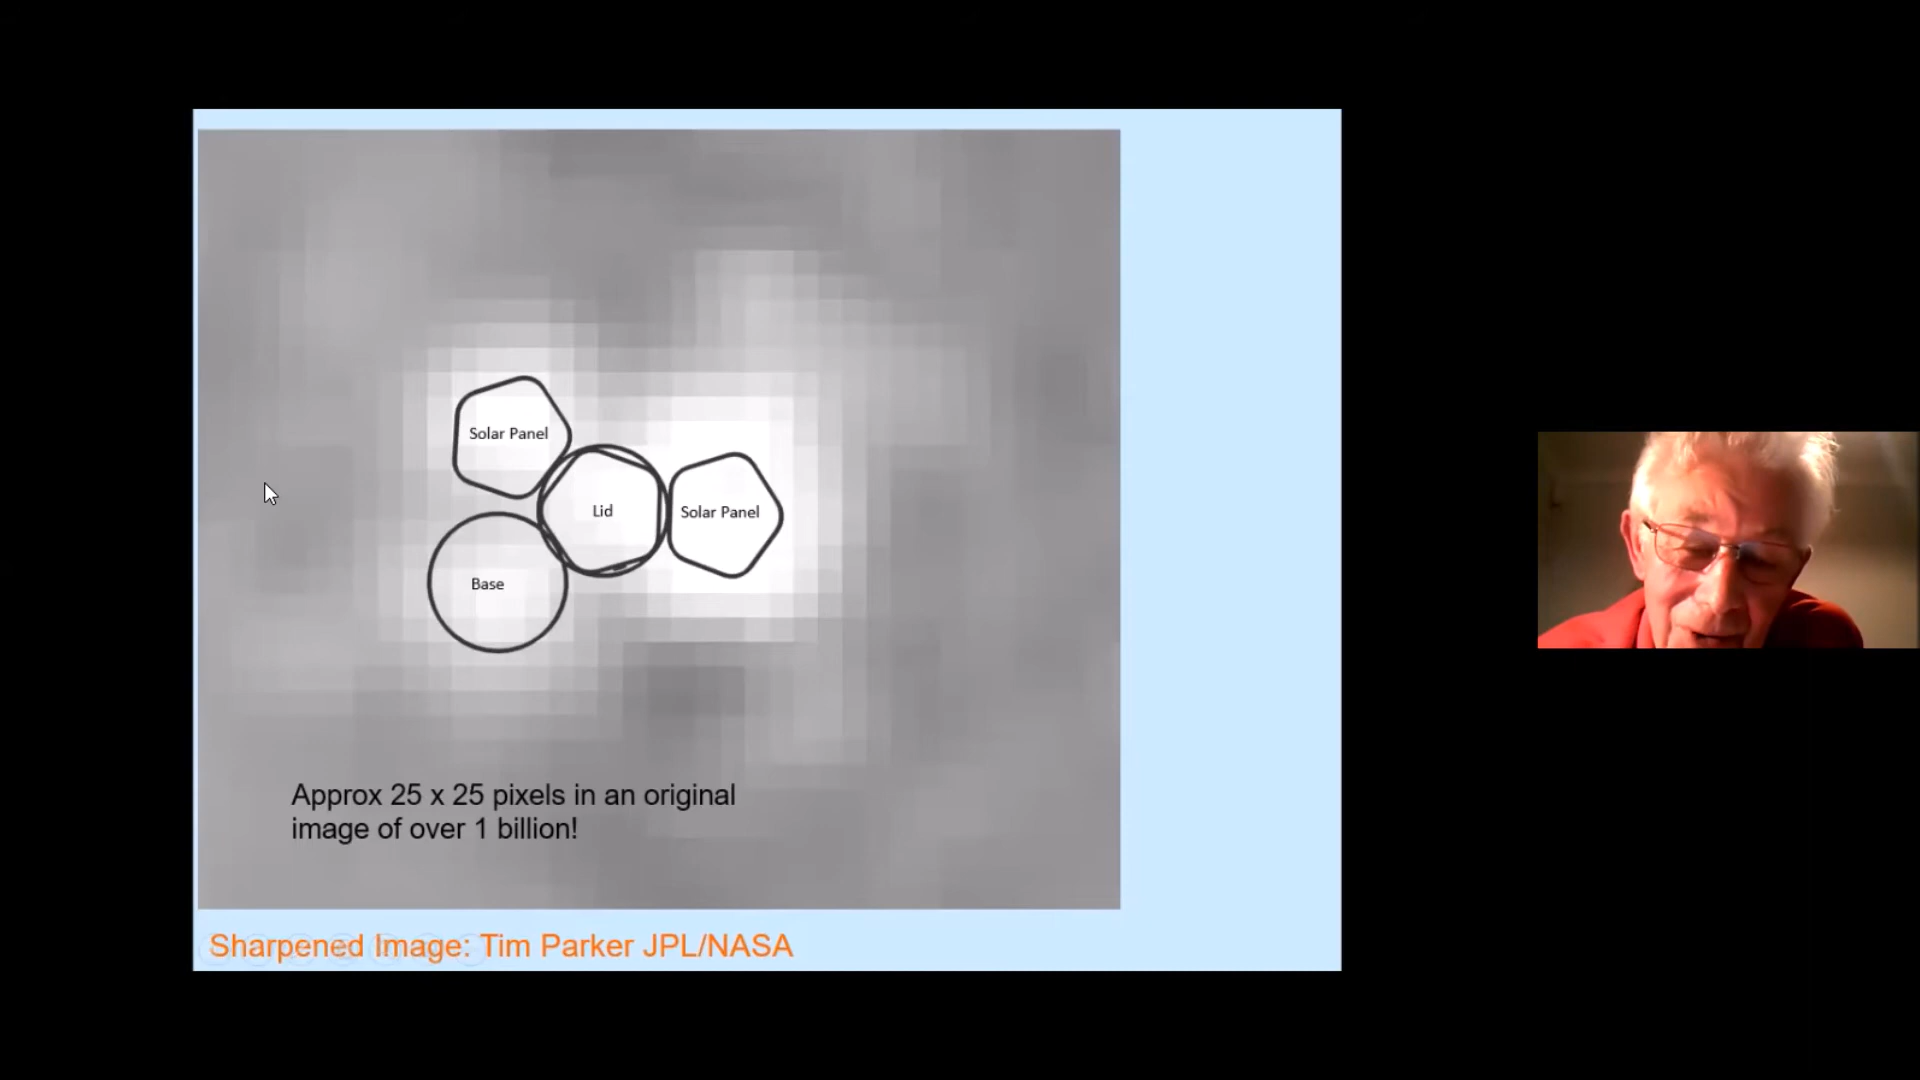 Solar Panel
Lid
Solar Panel
Base
Approx 25 x 25 pixels in an original
image of over 1 billion!
Sharpened Image: Tim Parker JPL/NASA